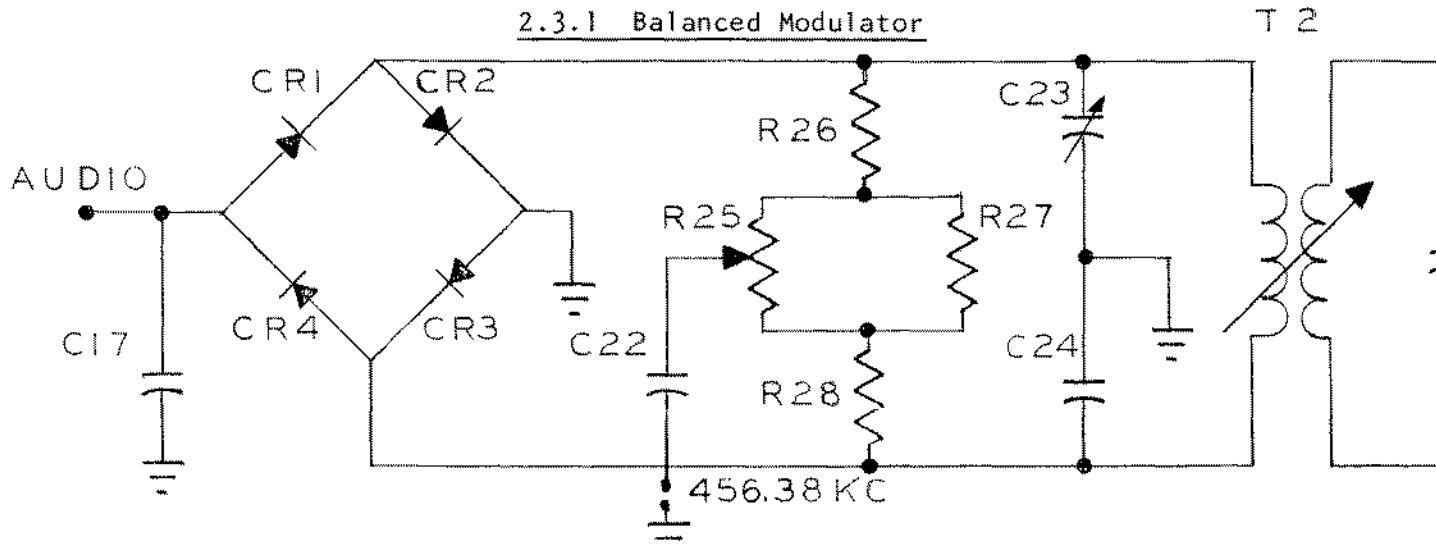 2.3.1 Balanced Modulator
T 2
CR1
CR2
C23
R26
AUDIO
R25
R27
C17
CR4
CR3
C22
C24
R28
456.38 KC